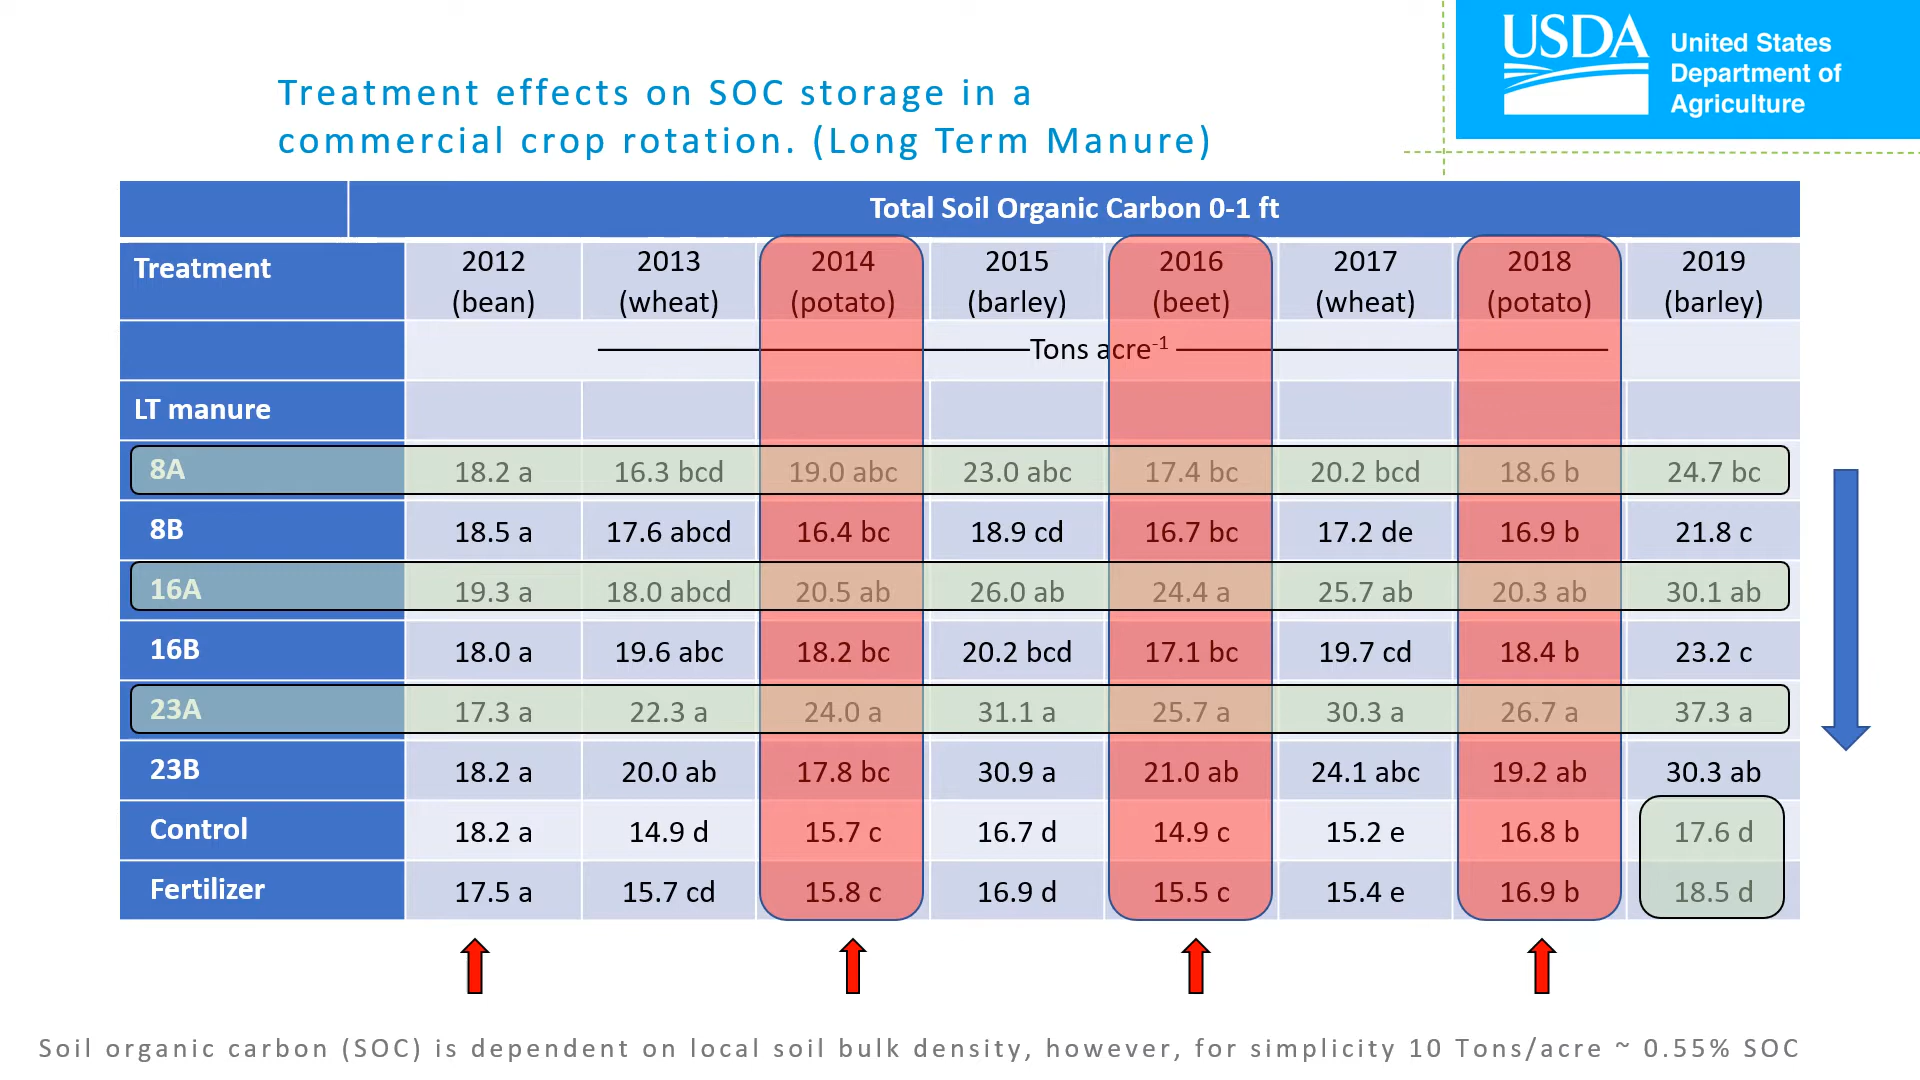 USDA
United States
Department of
Agriculture
Treatment effects on SOC storage in a
commercial crop rotation. (Long Term Manure)
Total Soil Organic Carbon 0-1 ft
Treatment 2012 2013 2014 2015 2016 2017 2018 2019
(bean) (wheat) (potato) (barley) (beet) (wheat) (potato) (barley)
Tons acre⁻¹
LT manure
8A 18.2 a 16.3 bcd 19.0 abc 23.0 abc 17.4 bc 20.2 bcd 18.6 b 24.7 bc
8B 18.5 a 17.6 abcd 16.4 bc 18.9 cd 16.7 bc 17.2 de 16.9 b 21.8 c
16A 19.3 a 18.0 abcd 20.5 ab 26.0 ab 24.4 a 25.7 ab 20.3 ab 30.1 ab
16B 18.0 a 19.6 abc 18.2 bc 20.2 bcd 17.1 bc 19.7 cd 18.4 b 23.2 c
23A 17.3 a 22.3 a 24.0 a 31.1 a 25.7 a 30.3 a 26.7 a 37.3 a
23B 18.2 a 20.0 ab 17.8 bc 30.9 a 21.0 ab 24.1 abc 19.2 ab 30.3 ab
Control 18.2 a 14.9 d 15.7 c 16.7 d 14.9 c 15.2 e 16.8 b 17.6 d
Fertilizer 17.5 a 15.7 cd 15.8 c 16.9 d 15.5 c 15.4 e 16.9 b 18.5 d
Soil organic carbon (SOC) is dependent on local soil bulk density, however, for simplicity 10 Tons/acre ~ 0.55% SOC